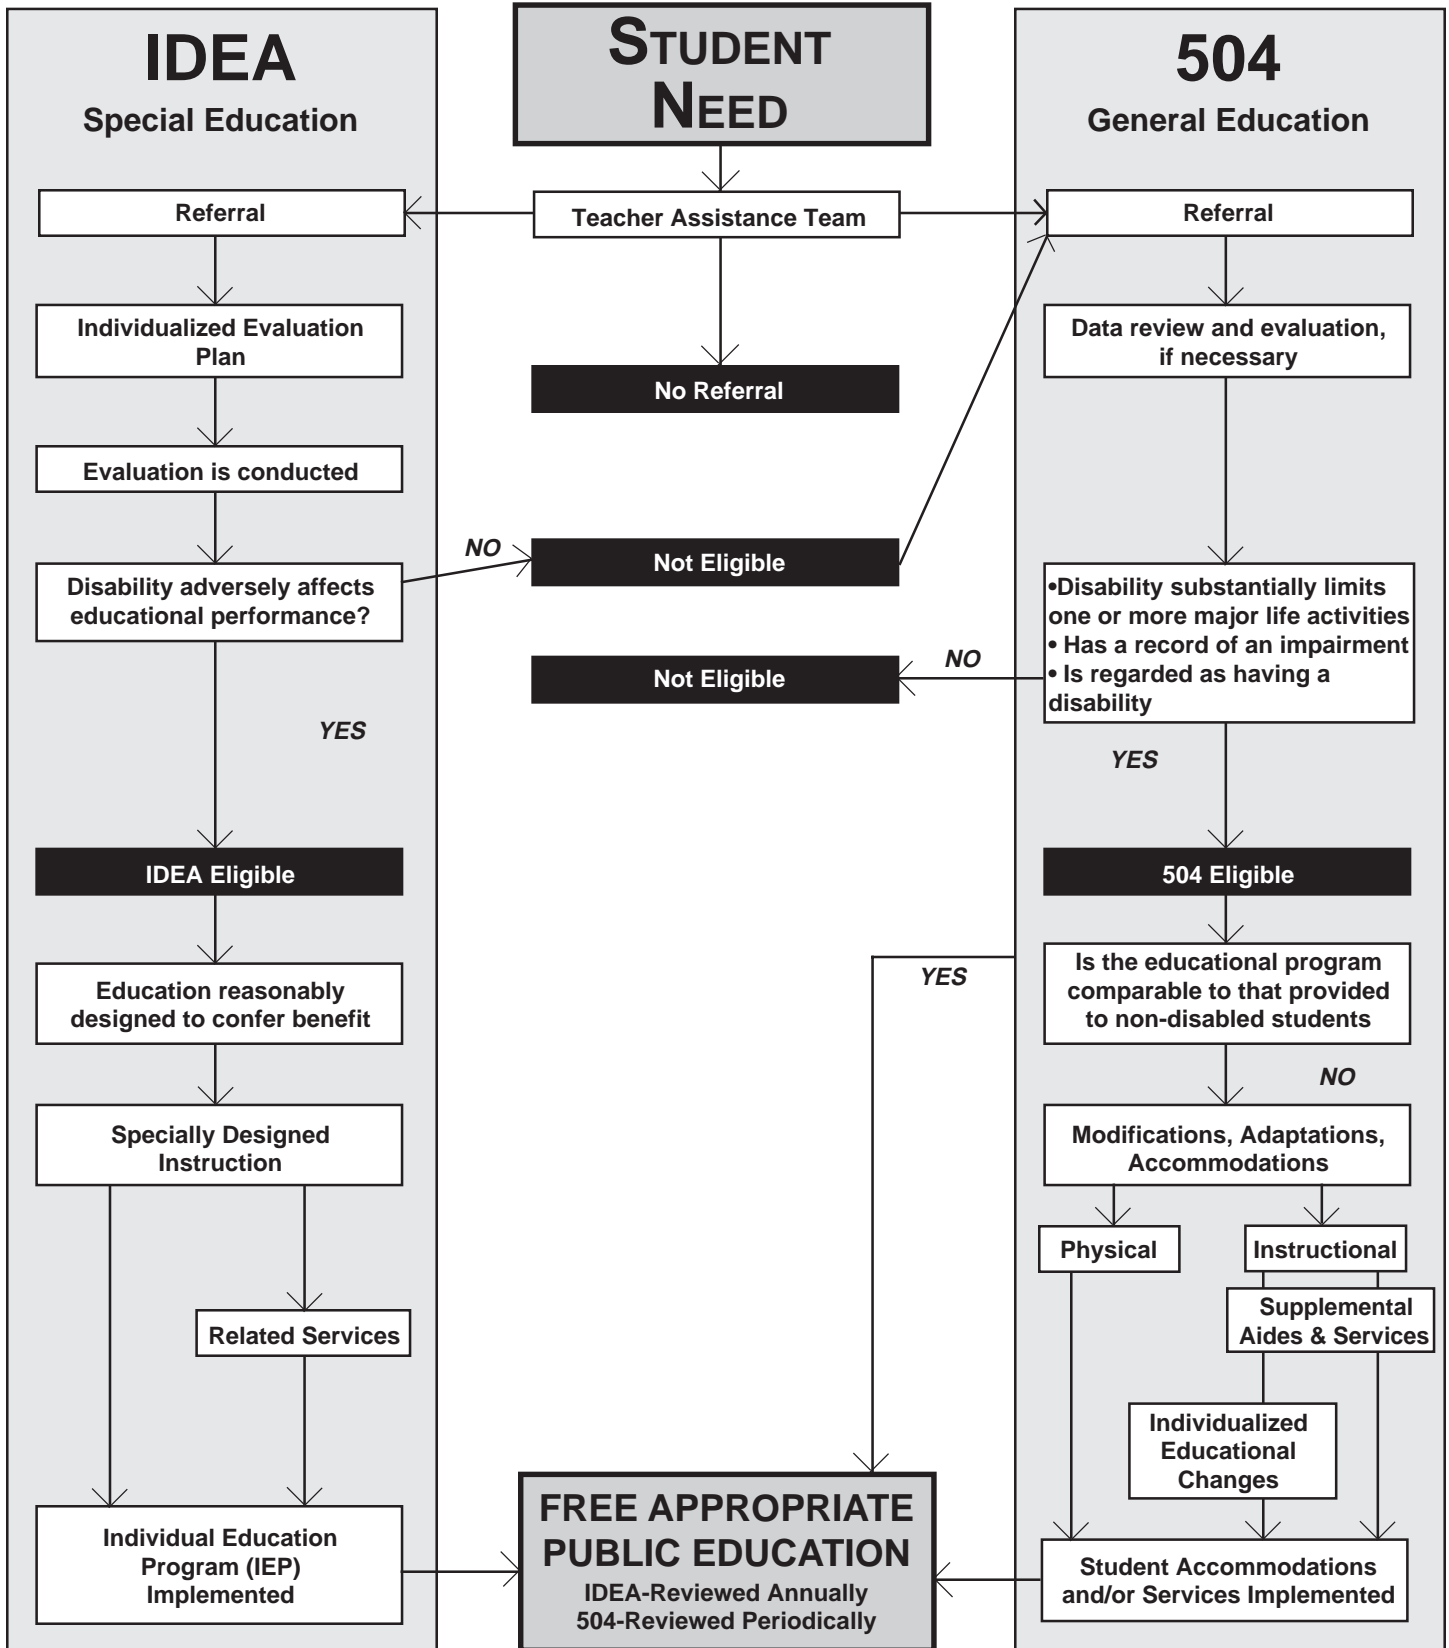 IDEA
Special Education
Referral
Individualized Evaluation
Plan
Evaluation is conducted
Disability adversely affects
educational performance?
YES
IDEA Eligible
Education reasonably
designed to confer benefit
Specially Designed
Instruction
Related Services
Individual Education
Program (IEP)
Implemented
STUDENT
NEED
Teacher Assistance Team
No Referral
NO
Not Eligible
Not Eligible
NO
YES
FREE APPROPRIATE
PUBLIC EDUCATION
IDEA-Reviewed Annually
504-Reviewed Periodically
504
General Education
Referral
Data review and evaluation,
if necessary
•Disability substantially limits
one or more major life activities
• Has a record of an impairment
• Is regarded as having a
disability
YES
504 Eligible
Is the educational program
comparable to that provided
to non-disabled students
NO
Modifications, Adaptations,
Accommodations
Physical
Instructional
Supplemental
Aides & Services
Individualized
Educational
Changes
Student Accommodations
and/or Services Implemented